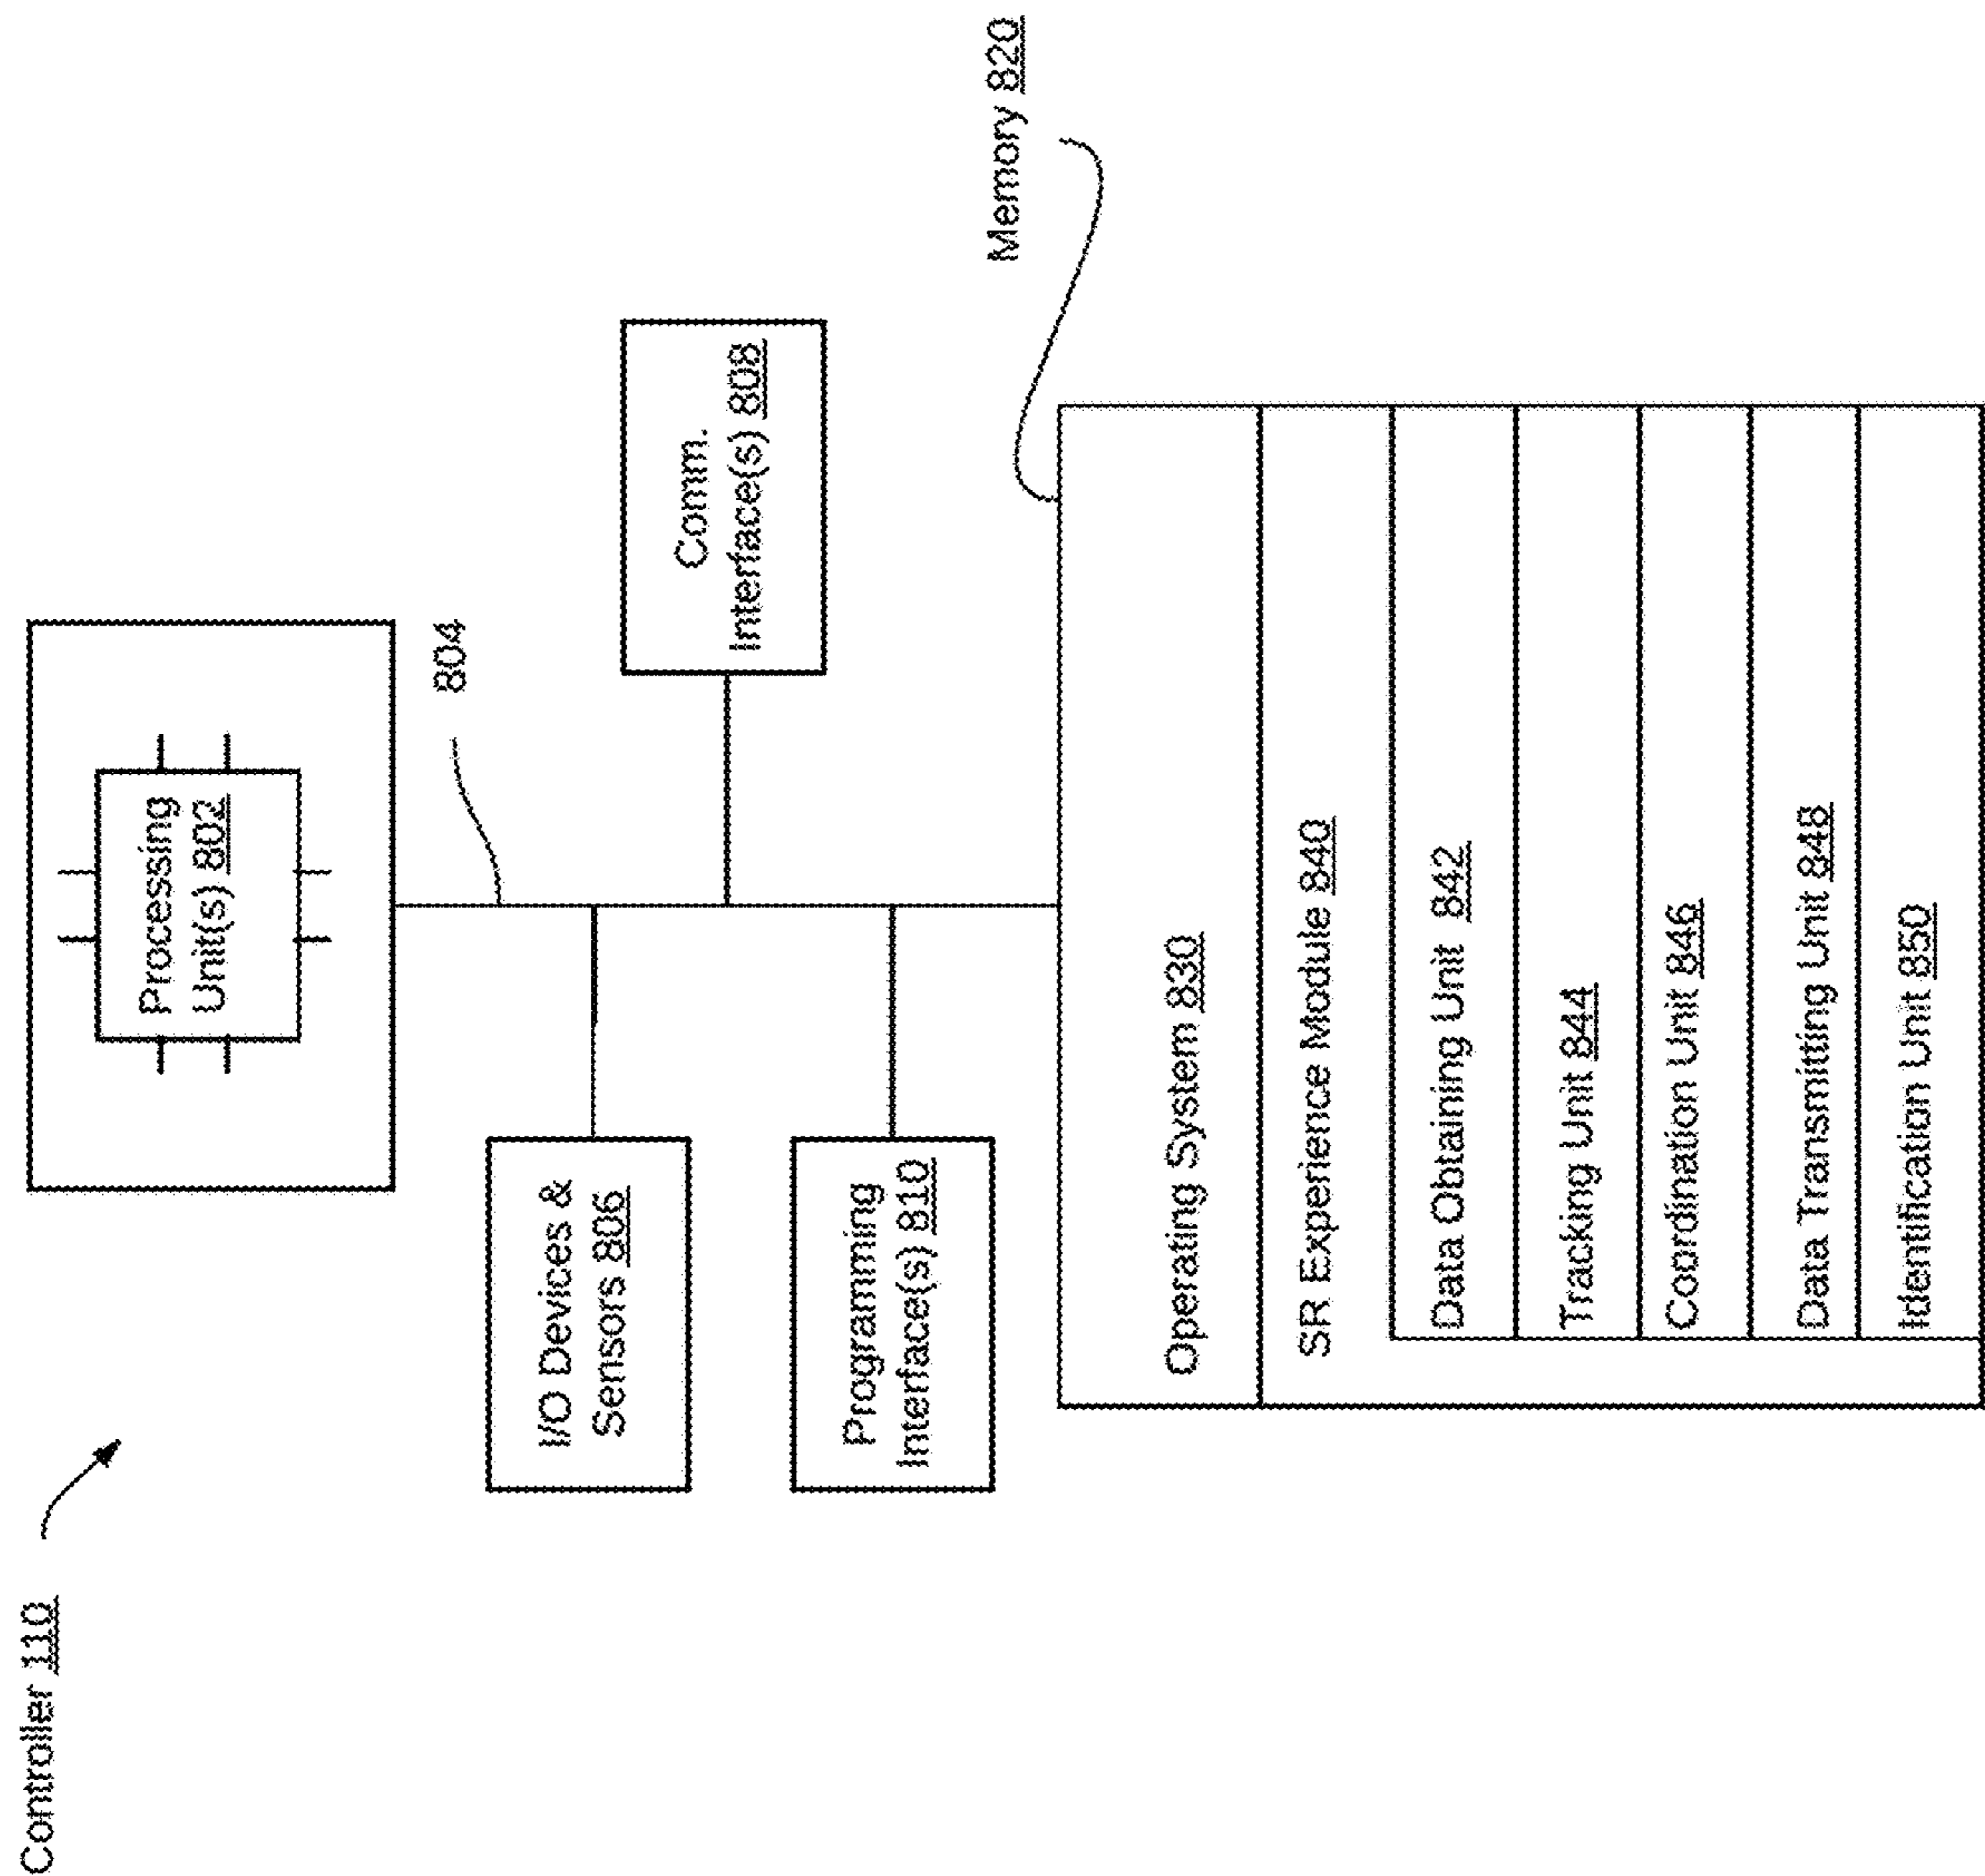 Controller 110
Processing
Unit(s) 802
804
I/O Devices &
Sensors 806
Comm.
Interface(s) 808
Programming
Interface(s) 810
Memory 820
Operating System 830
SR Experience Module 840
Data Obtaining Unit 842
Tracking Unit 844
Coordination Unit 846
Data Transmitting Unit 848
Identification Unit 850